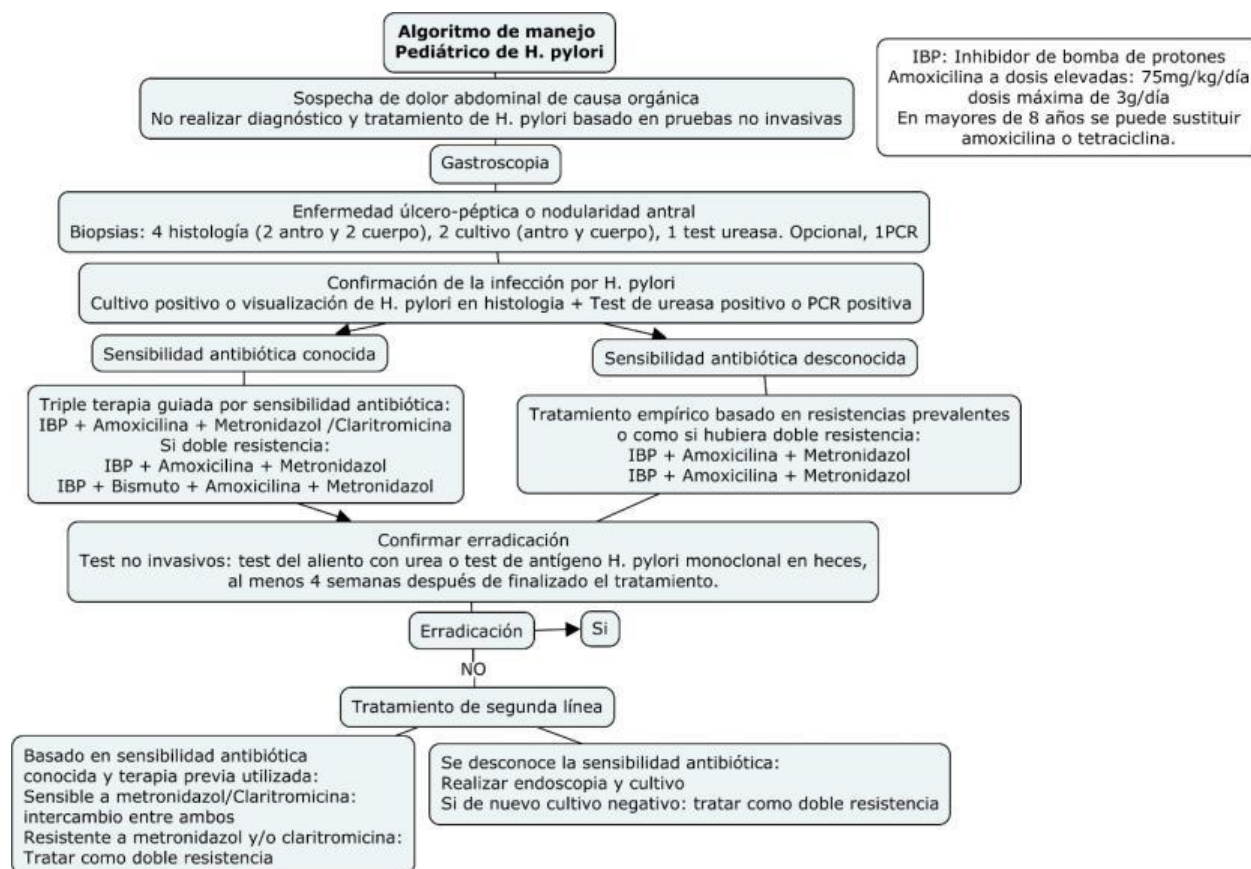 Algoritmo de manejo
Pediátrico de H. pylori
IBP: Inhibidor de bomba de protones
Amoxicilina a dosis elevadas: 75mg/kg/día
dosis máxima de 3g/día
En mayores de 8 años se puede sustituir
amoxicilina o tetraciclina.
Sospecha de dolor abdominal de causa orgánica
No realizar diagnóstico y tratamiento de H. pylori basado en pruebas no invasivas
Gastroscopia
Enfermedad úlcero-péptica o nodularidad antral
Biopsias: 4 histología (2 antro y 2 cuerpo), 2 cultivo (antro y cuerpo), 1 test ureasa. Opcional, 1PCR
Confirmación de la infección por H. pylori
Cultivo positivo o visualización de H. pylori en histologia + Test de ureasa positivo o PCR positiva
Sensibilidad antibiótica conocida
Sensibilidad antibiótica desconocida
Triple terapia guiada por sensibilidad antibiótica:
IBP + Amoxicilina + Metronidazol /Claritromicina
Si doble resistencia:
IBP + Amoxicilina + Metronidazol
IBP + Bismuto + Amoxicilina + Metronidazol
Tratamiento empírico basado en resistencias prevalentes
o como si hubiera doble resistencia:
IBP + Amoxicilina + Metronidazol
IBP + Amoxicilina + Metronidazol
Confirmar erradicación
Test no invasivos: test del aliento con urea o test de antígeno H. pylori monoclonal en heces,
al menos 4 semanas después de finalizado el tratamiento.
Erradicación
Si
NO
Tratamiento de segunda línea
Basado en sensibilidad antibiótica
conocida y terapia previa utilizada:
Sensible a metronidazol/Claritromicina:
intercambio entre ambos
Resistente a metronidazol y/o claritromicina:
Tratar como doble resistencia
Se desconoce la sensibilidad antibiótica:
Realizar endoscopia y cultivo
Si de nuevo cultivo negativo: tratar como doble resistencia